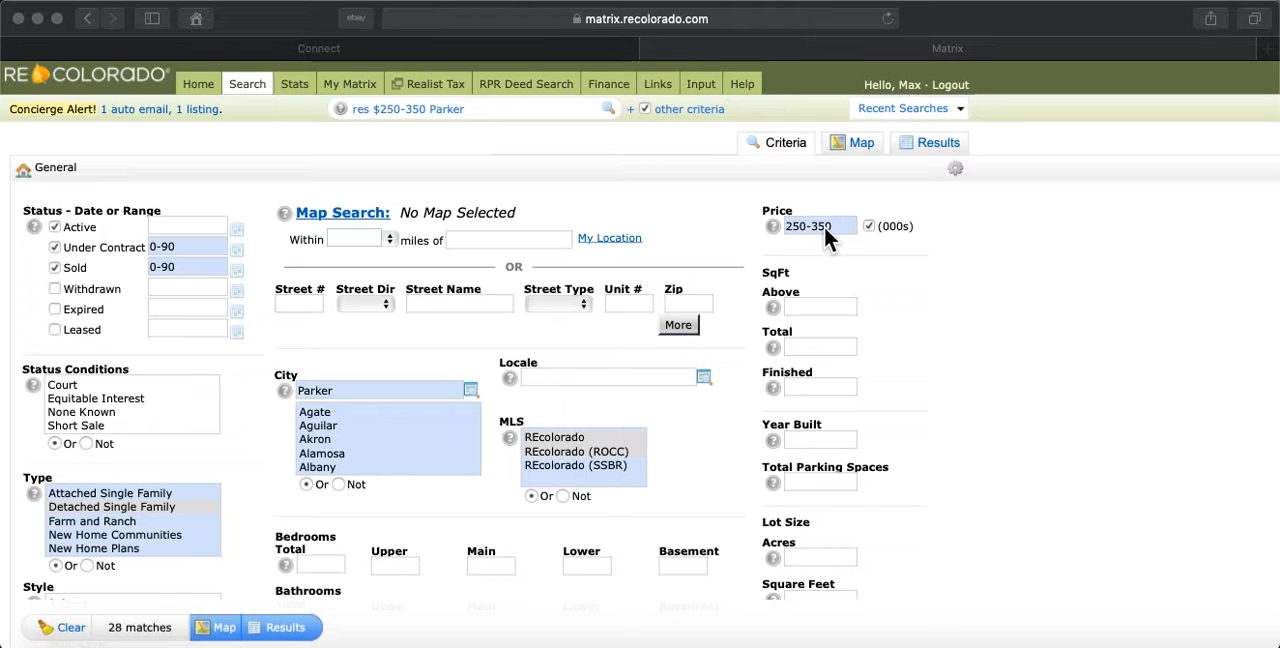 ebay
matrix.recolorado.com
Connect
Matrix
RECOLORADO
Home Search Stats My Matrix Realist Tax RPR Deed Search Finance Links Input Help
Hello, Max · Logout
Concierge Alert! 1 auto email, 1 listing.
res $250-350 Parker
+ other criteria
Recent Searches
Criteria Map Results
General
Status - Date or Range
Active
Under Contract 0-90
Sold 0-90
Withdrawn
Expired
Leased
Status Conditions
Court
Equitable Interest
None Known
Short Sale
Or Not
Type
Attached Single Family
Detached Single Family
Farm and Ranch
New Home Communities
New Home Plans
Or Not
Style
Map Search: No Map Selected
Within miles of My Location
OR
Street # Street Dir Street Name Street Type Unit # Zip
More
City
Parker
Agate
Aguilar
Akron
Alamosa
Albany
Or Not
Locale
MLS
REcolorado
REcolorado (ROCC)
REcolorado (SSBR)
Or Not
Bedrooms
Total Upper Main Lower Basement
Bathrooms
Price
250-350 (000s)
SqFt
Above
Total
Finished
Year Built
Total Parking Spaces
Lot Size
Acres
Square Feet
Clear 28 matches Map Results